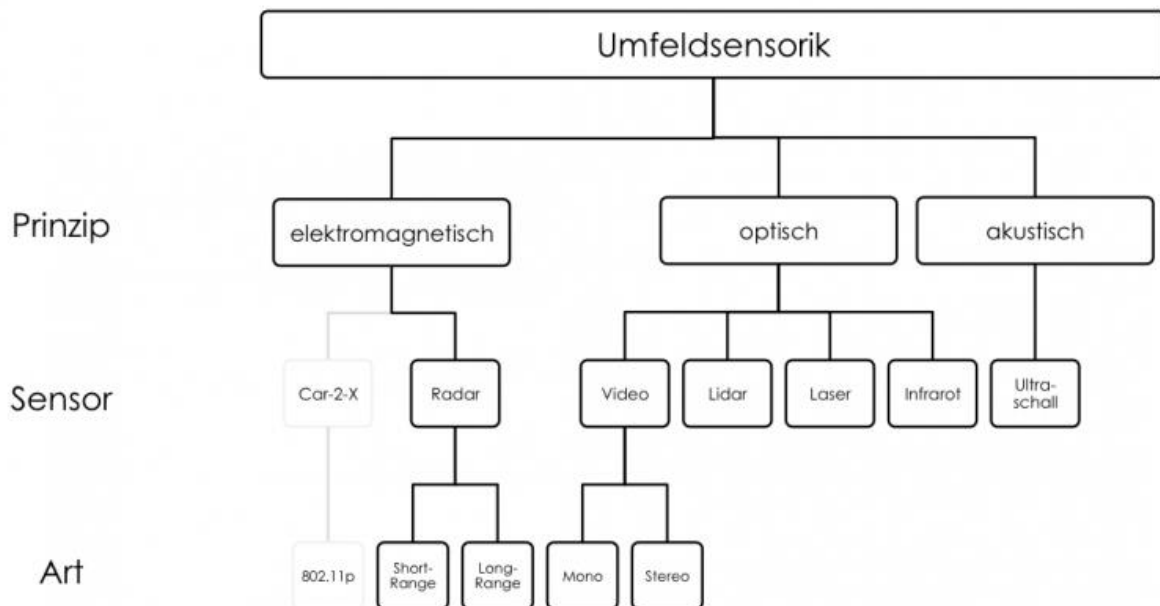 Umfeldsensorik
Prinzip
elektromagnetisch
optisch
akustisch
Sensor
Car-2-X
Radar
Video
Lidar
Laser
Infrarot
Ultra-
schall
Art
802.11p
Short-
Range
Long-
Range
Mono
Stereo